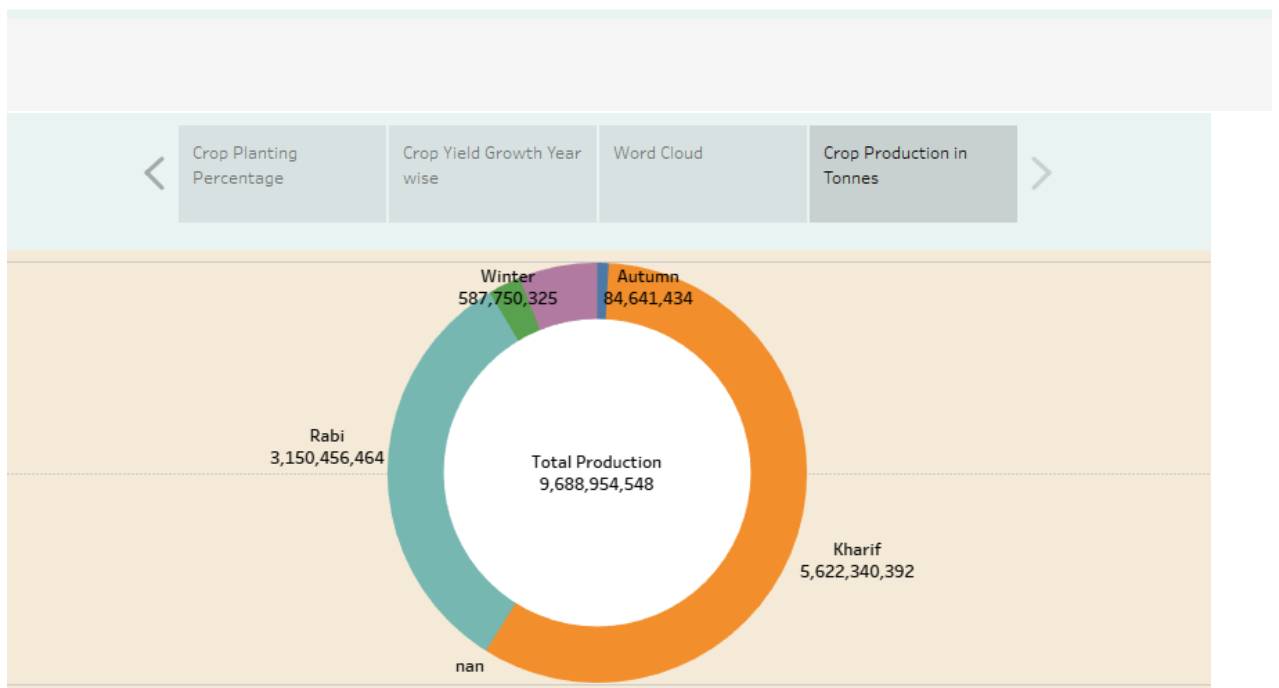 Crop Planting
Percentage
Crop Yield Growth Year
wise
Word Cloud
Crop Production in
Tonnes
Winter
587,750,325
Autumn
84,641,434
Rabi
3,150,456,464
Total Production
9,688,954,548
Kharif
5,622,340,392
nan